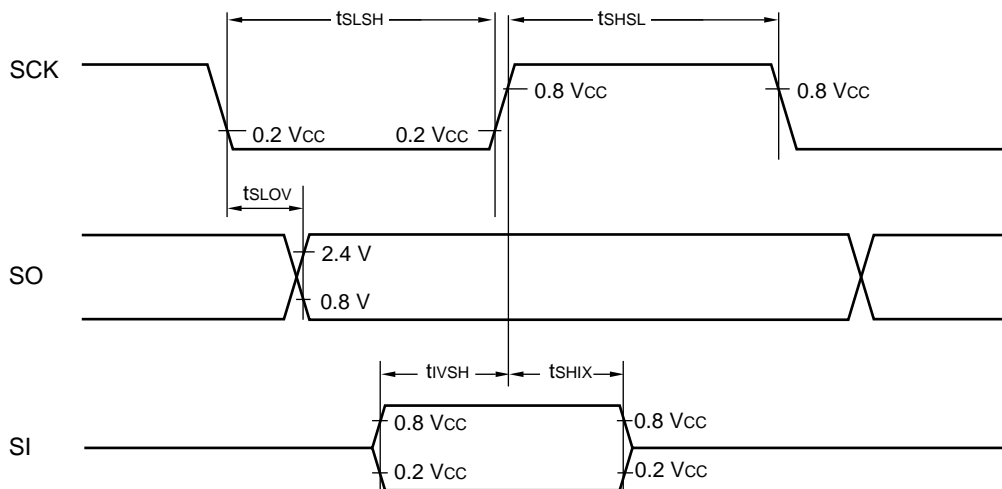 tSLSH tSHSL
SCK
0.8 VCC 0.8 VCC
0.2 VCC 0.2 VCC
tSLOV
2.4 V
SO
0.8 V
tIVSH tSHIX
0.8 VCC 0.8 VCC
SI
0.2 VCC 0.2 VCC